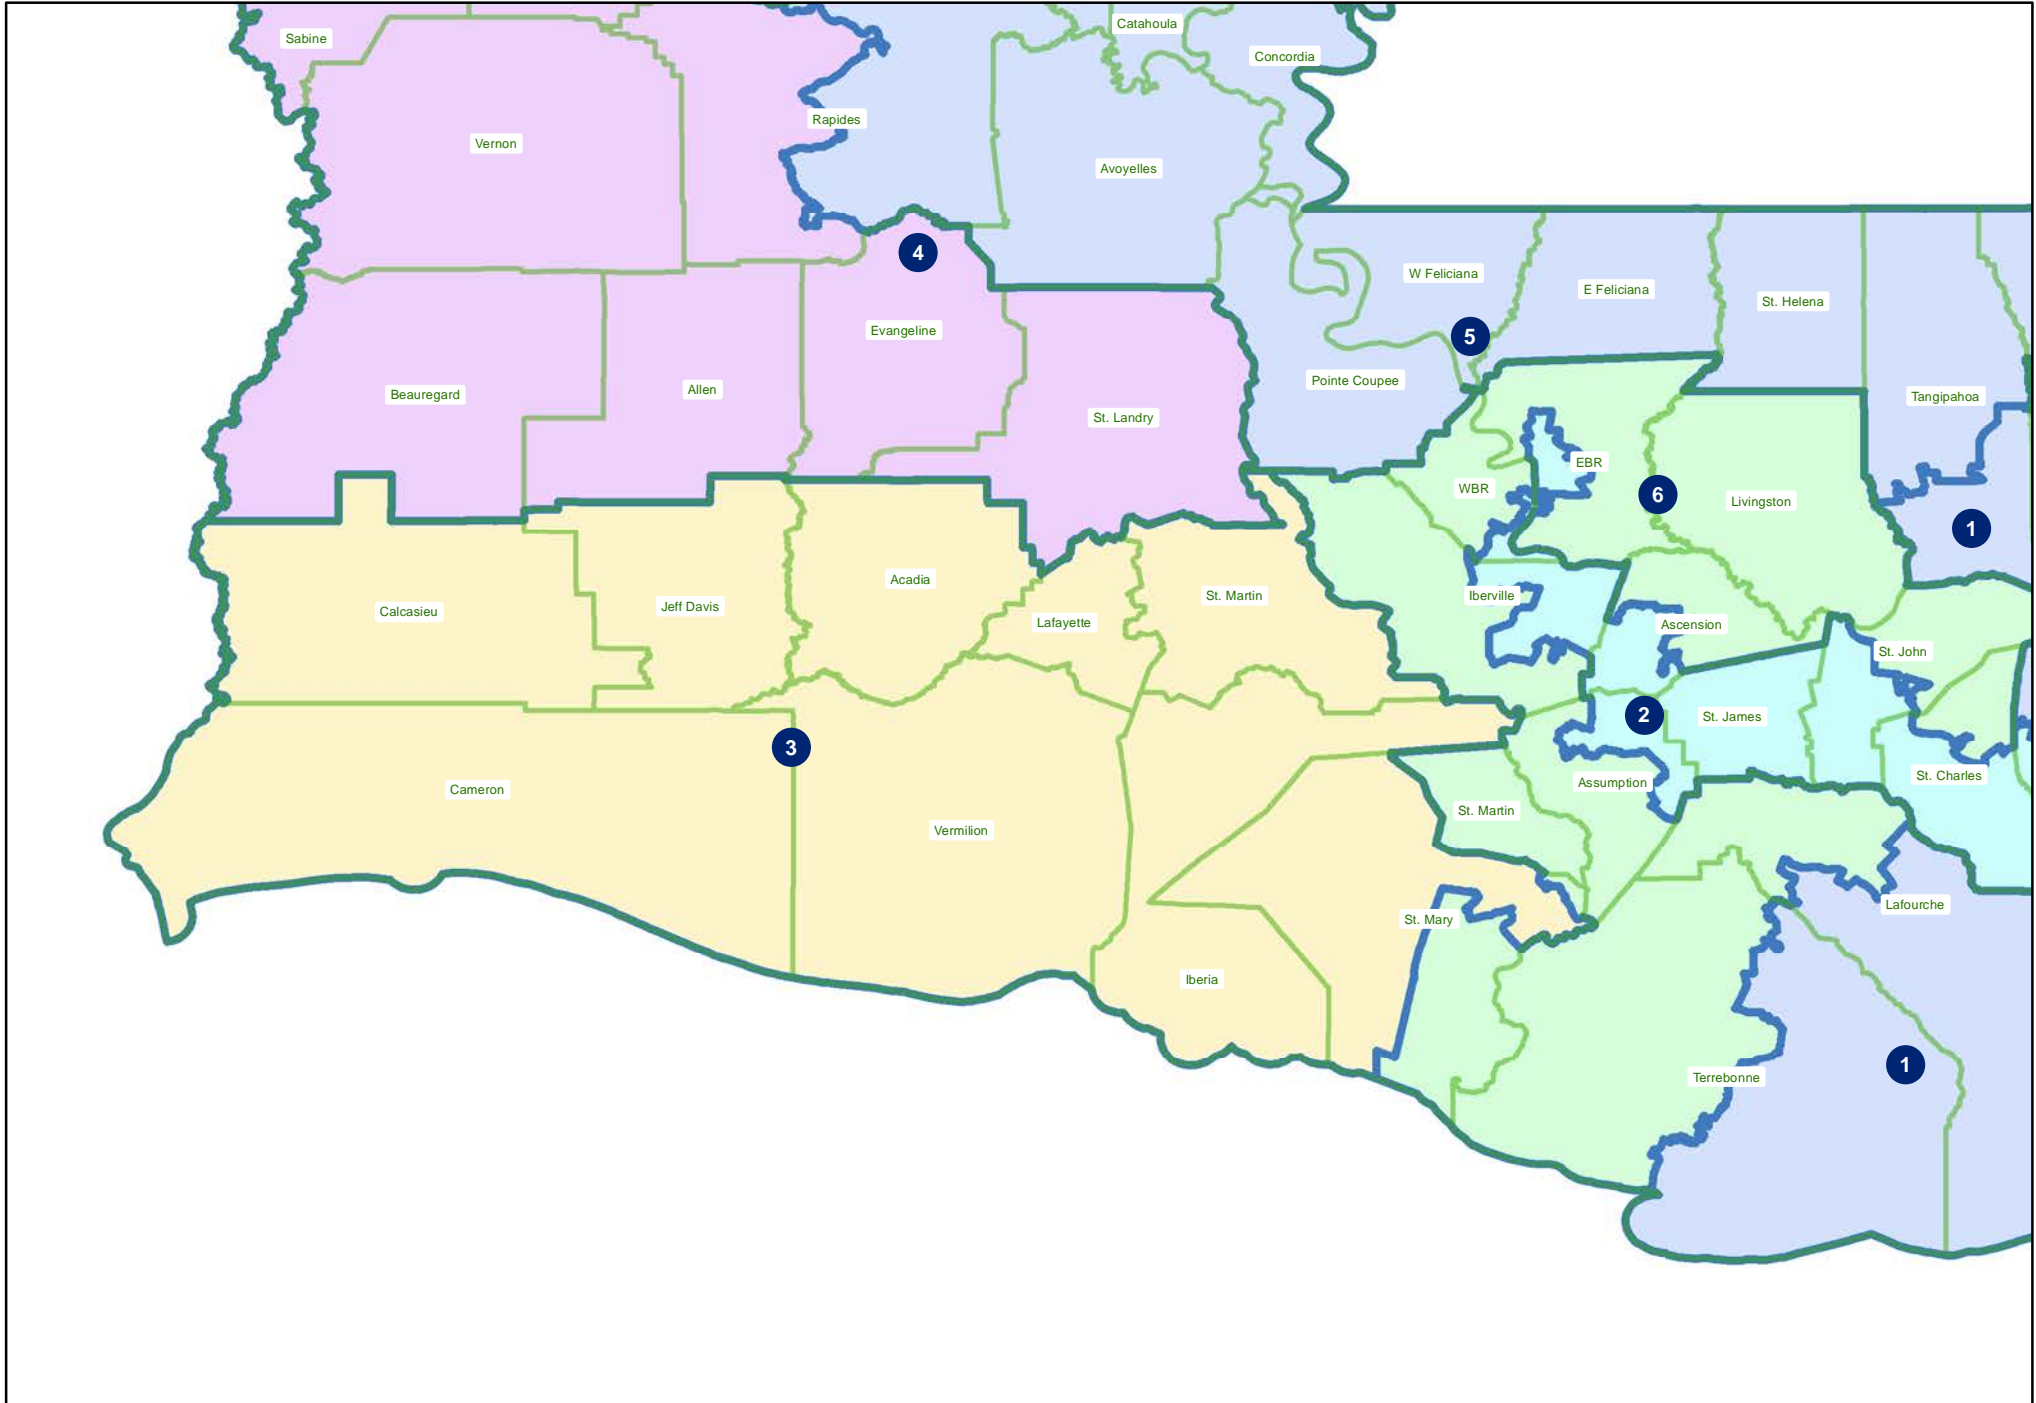 Catahoula
Sabine
Concordia
Rapides
Vernon
Avoyelles
4
W Feliciana
E Feliciana
St. Helena
Evangeline
5
Pointe Coupee
Allen
Beauregard
Tangipahoa
St. Landry
EBR
WBR
6
Livingston
1
Acadia
Iberville
St. Martin
Jeff Davis
Calcasieu
Lafayette
Ascension
St. John
2
St. James
3
St. Charles
Assumption
Cameron
St. Martin
Vermilion
Lafourche
St. Mary
Iberia
1
Terrebonne